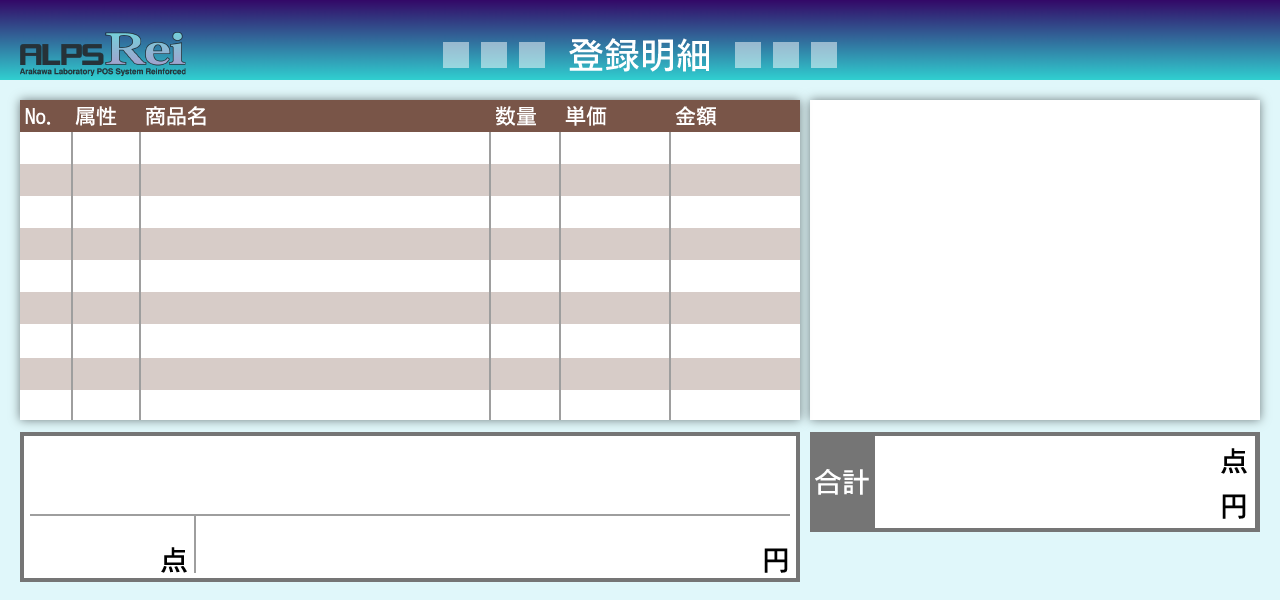 ALPS Rei
Arakawa Laboratory POS System Reinforced
登録明細
No. 属性 商品名 数量 単価 金額
合計
点
円
点 円